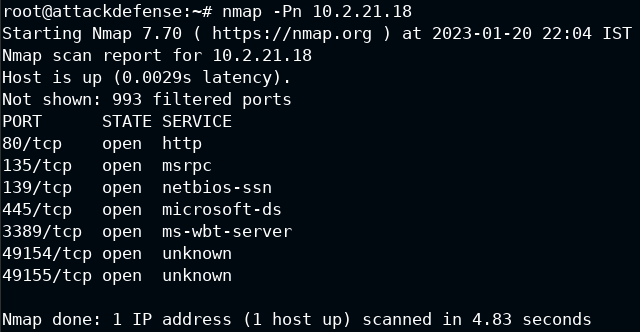 root@attackdefense:~# nmap -Pn 10.2.21.18
Starting Nmap 7.70 ( https://nmap.org ) at 2023-01-20 22:04 IST
Nmap scan report for 10.2.21.18
Host is up (0.0029s latency).
Not shown: 993 filtered ports
PORT      STATE SERVICE
80/tcp    open  http
135/tcp   open  msrpc
139/tcp   open  netbios-ssn
445/tcp   open  microsoft-ds
3389/tcp  open  ms-wbt-server
49154/tcp open  unknown
49155/tcp open  unknown
Nmap done: 1 IP address (1 host up) scanned in 4.83 seconds